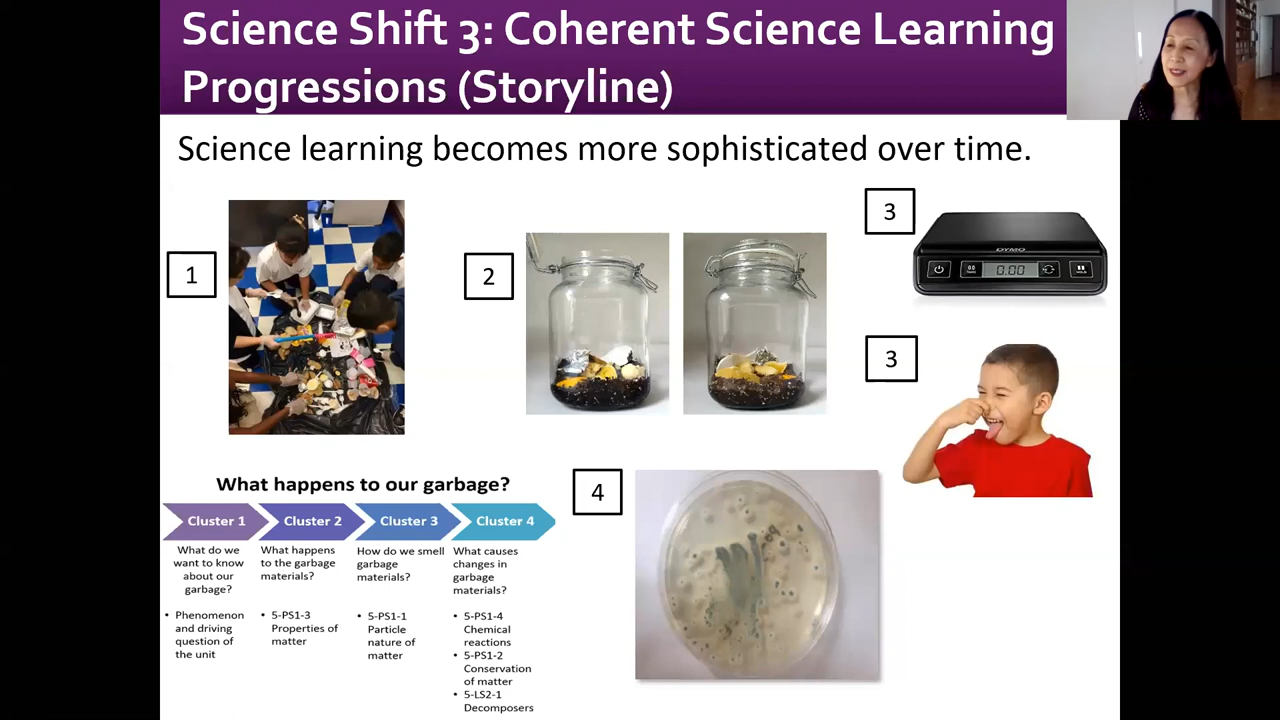 Science Shift 3: Coherent Science Learning
Progressions (Storyline)
Science learning becomes more sophisticated over time.
1
2
3
DYMO
0.00
3
4
What happens to our garbage?
Cluster 1
Cluster 2
Cluster 3
Cluster 4
What do we
want to know
about our
garbage?
• Phenomenon
and driving
question of
the unit
What happens
to the garbage
materials?
• 5-PS1-3
Properties of
matter
How do we smell
garbage
materials?
• 5-PS1-1
Particle
nature of
matter
What causes
changes in
garbage
materials?
• 5-PS1-4
Chemical
reactions
• 5-PS1-2
Conservation
of matter
• 5-LS2-1
Decomposers